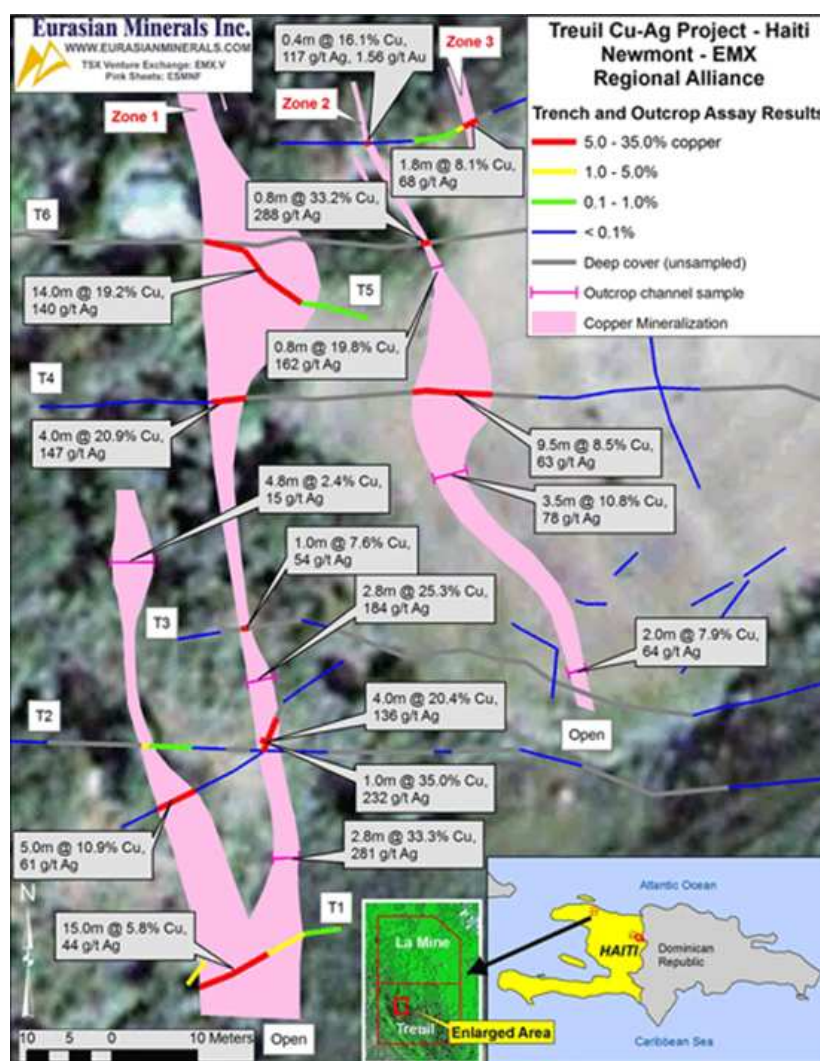 Eurasian Minerals Inc.
WWW.EURASIANMINERALS.COM
TSX Venture Exchange: EMX.V
Pink Sheets: ESMNF
Treuil Cu-Ag Project - Haiti
Newmont - EMX
Regional Alliance
Trench and Outcrop Assay Results
5.0 - 35.0% copper
1.0 - 5.0%
0.1 - 1.0%
< 0.1%
Deep cover (unsampled)
Outcrop channel sample
Copper Mineralization
0.4m @ 16.1% Cu,
117 g/t Ag, 1.56 g/t Au
Zone 3
Zone 1
Zone 2
1.8m @ 8.1% Cu,
68 g/t Ag
0.8m @ 33.2% Cu,
288 g/t Ag
T6
14.0m @ 19.2% Cu,
140 g/t Ag
T5
0.8m @ 19.8% Cu,
162 g/t Ag
T4
4.0m @ 20.9% Cu,
147 g/t Ag
9.5m @ 8.5% Cu,
63 g/t Ag
4.8m @ 2.4% Cu,
15 g/t Ag
3.5m @ 10.8% Cu,
78 g/t Ag
1.0m @ 7.6% Cu,
54 g/t Ag
2.8m @ 25.3% Cu,
184 g/t Ag
T3
2.0m @ 7.9% Cu,
64 g/t Ag
T2
4.0m @ 20.4% Cu,
136 g/t Ag
Open
1.0m @ 35.0% Cu,
232 g/t Ag
5.0m @ 10.9% Cu,
61 g/t Ag
2.8m @ 33.3% Cu,
281 g/t Ag
N
15.0m @ 5.8% Cu,
44 g/t Ag
T1
La Mine
Treuil
Enlarged Area
Atlantic Ocean
HAITI
Dominican
Republic
Caribbean Sea
10 5 0 10 Meters
Open